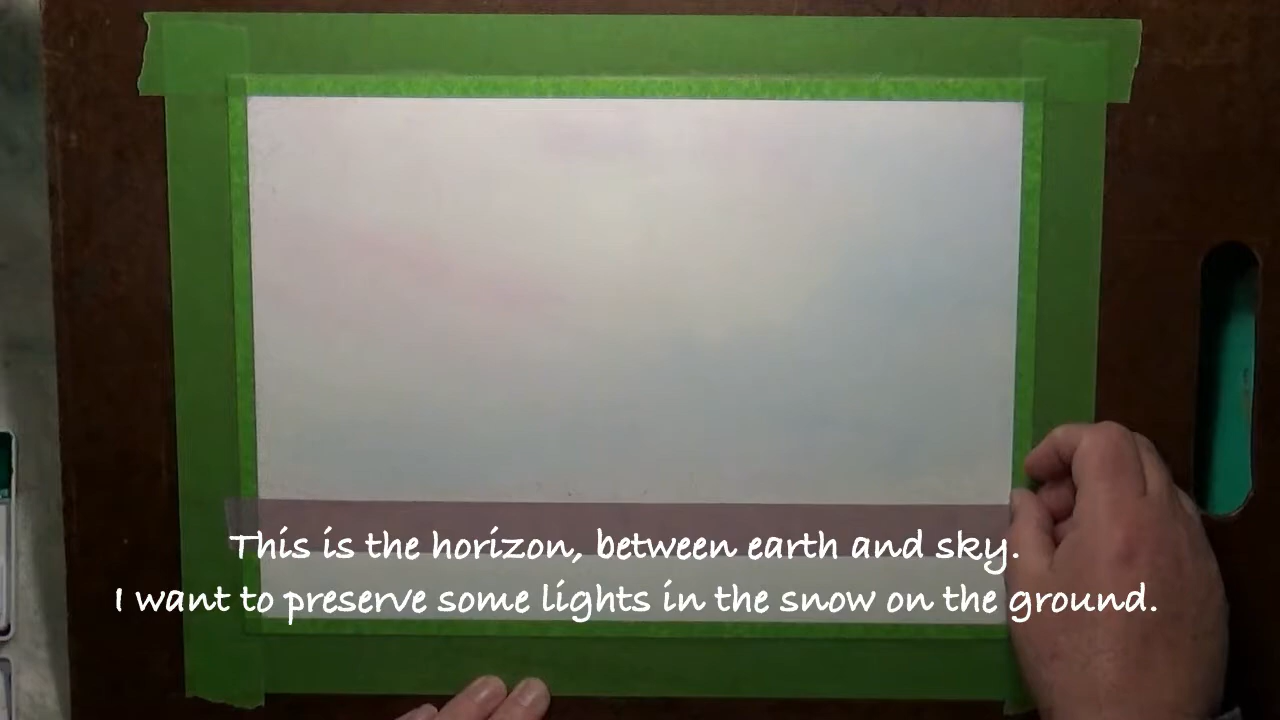 This is the horizon, between earth and sky.
I want to preserve some lights in the snow on the ground.